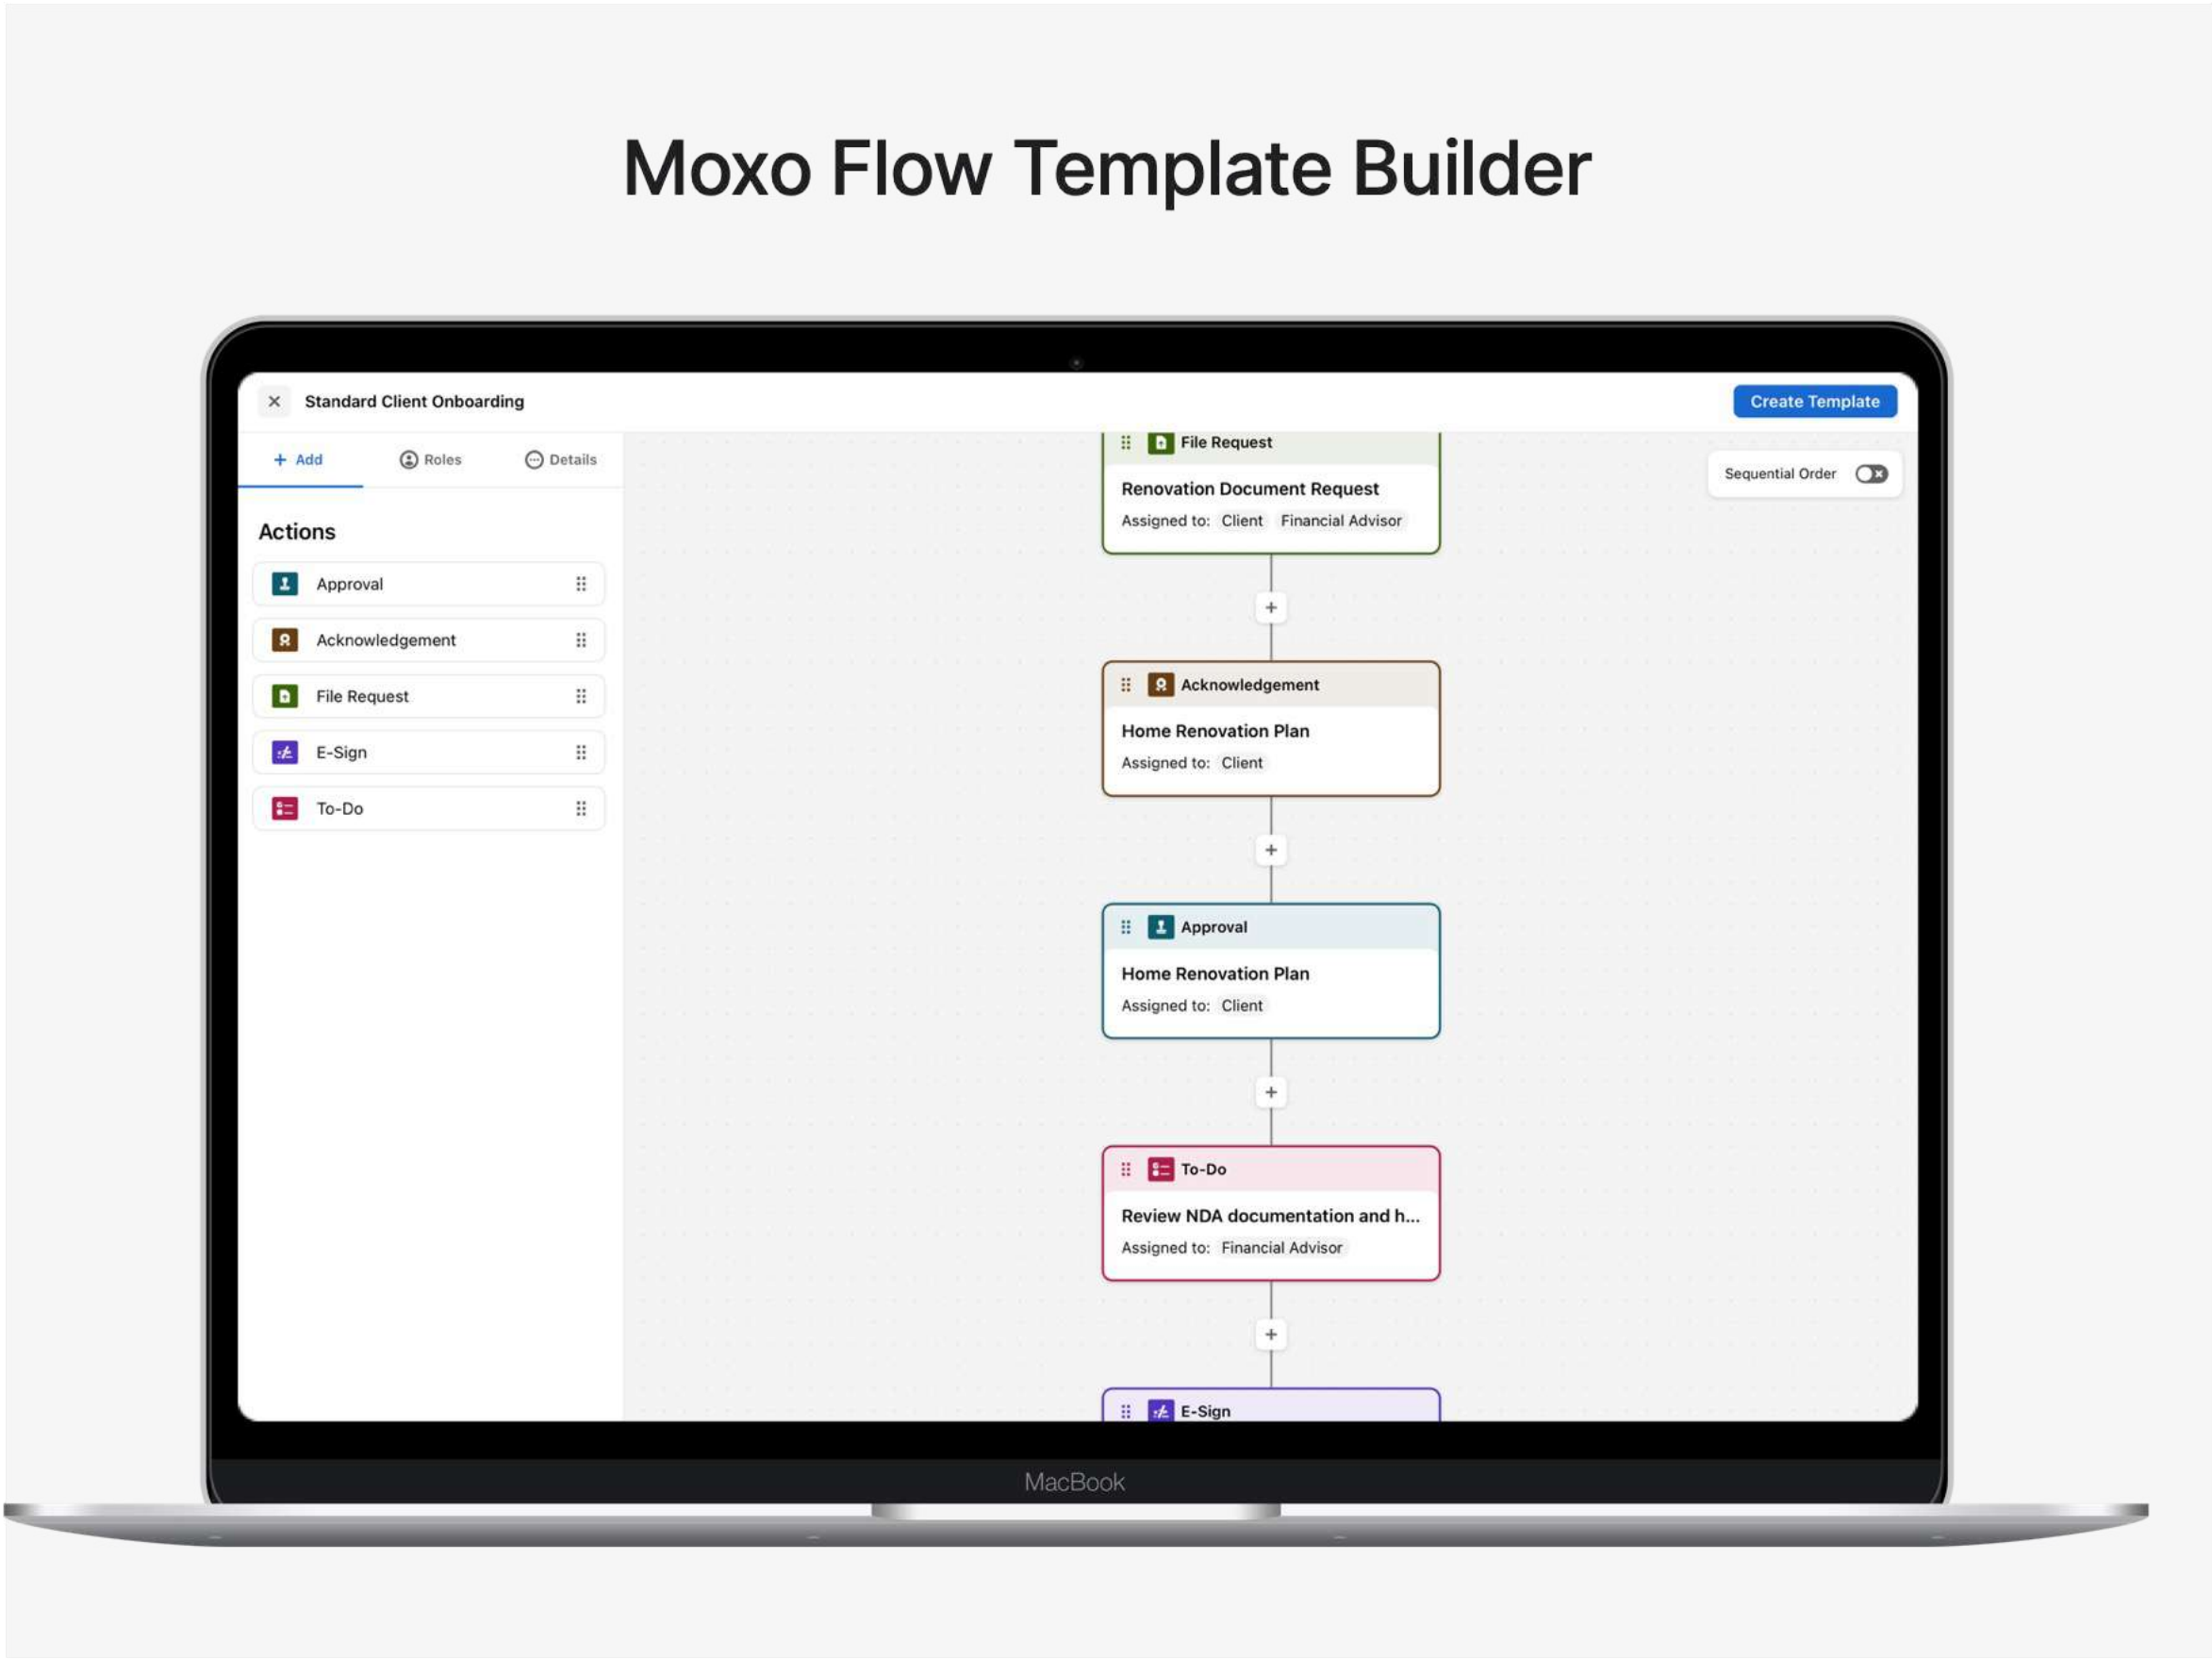 Moxo Flow Template Builder
Standard Client Onboarding
Create Template
Add
Roles
Details
Sequential Order
Actions
Approval
Acknowledgement
File Request
E-Sign
To-Do
File Request
Renovation Document Request
Assigned to: Client Financial Advisor
Acknowledgement
Home Renovation Plan
Assigned to: Client
Approval
Home Renovation Plan
Assigned to: Client
To-Do
Review NDA documentation and h...
Assigned to: Financial Advisor
E-Sign
MacBook